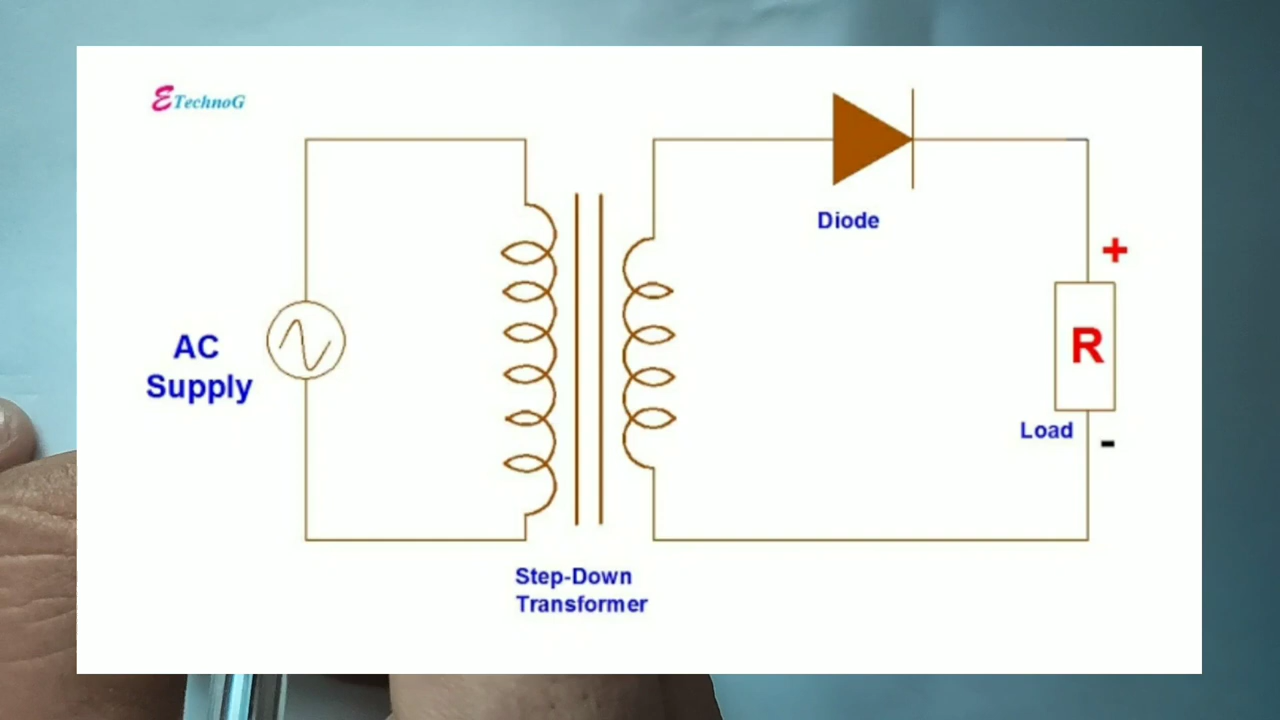 ETechnoG
Diode
+
AC
Supply
R
Load
-
Step-Down
Transformer